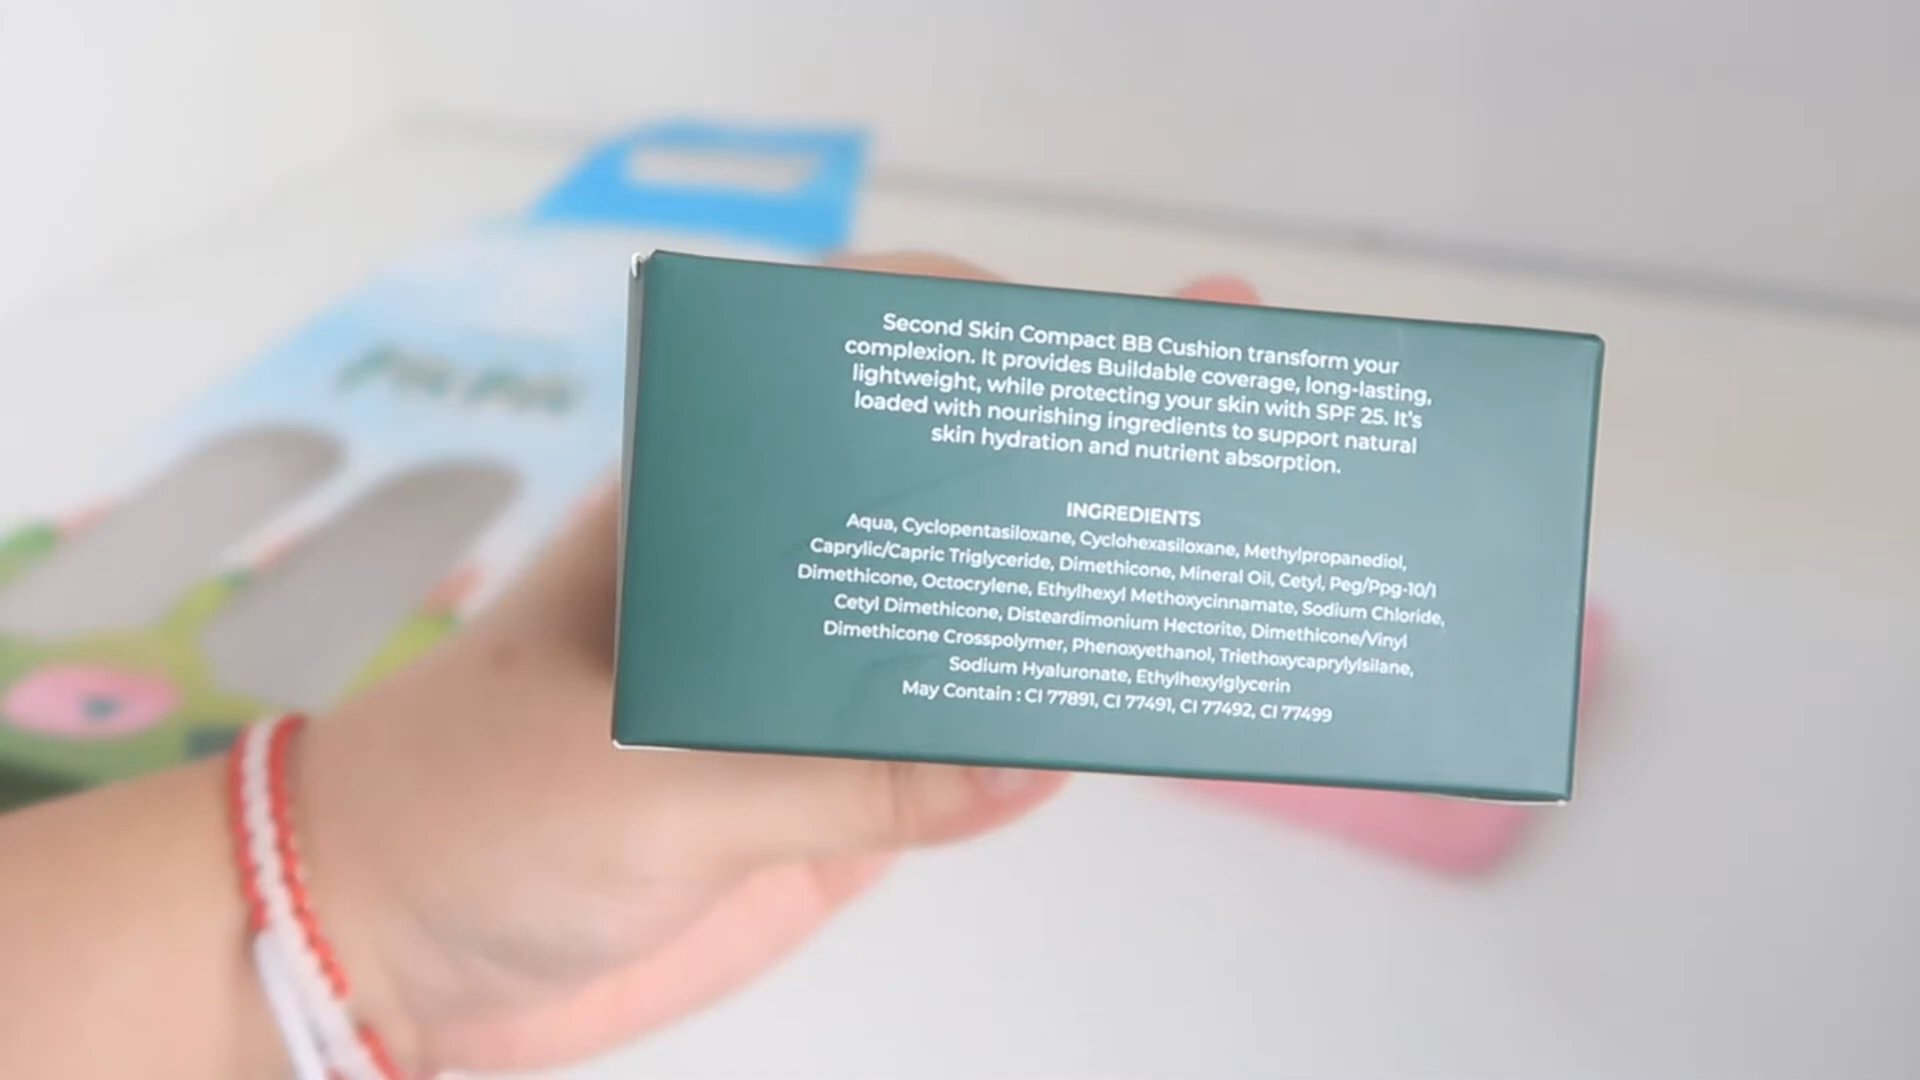 Second Skin Compact BB Cushion transform your
complexion. It provides Buildable coverage, long-lasting,
lightweight, while protecting your skin with SPF 25. It's
loaded with nourishing ingredients to support natural
skin hydration and nutrient absorption.
INGREDIENTS
Aqua, Cyclopentasiloxane, Cyclohexasiloxane, Methylpropanediol,
Caprylic/Capric Triglyceride, Dimethicone, Mineral Oil, Cetyl, Peg/Ppg-10/1
Dimethicone, Octocrylene, Ethylhexyl Methoxycinnamate, Sodium Chloride,
Cetyl Dimethicone, Disteardimonium Hectorite, Dimethicone/Vinyl
Dimethicone Crosspolymer, Phenoxyethanol, Triethoxycaprylylsilane,
Sodium Hyaluronate, Ethylhexylglycerin
May Contain : CI 77891, CI 77491, CI 77492, CI 77499